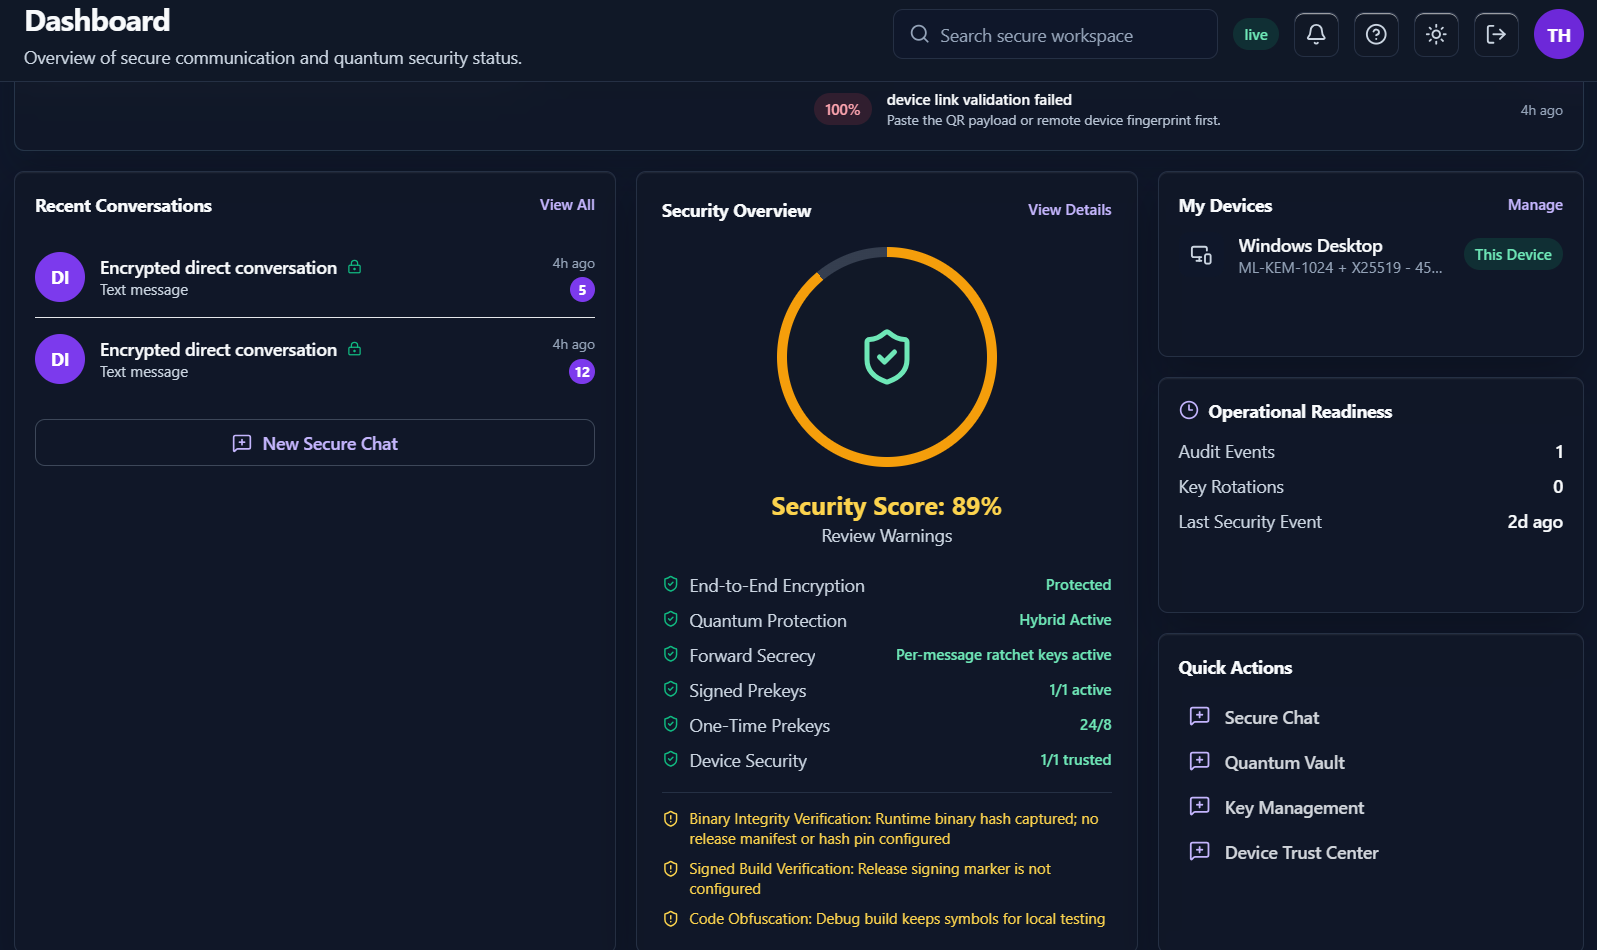 Dashboard
Overview of secure communication and quantum security status.
Search secure workspace
live
TH
100%
device link validation failed
Paste the QR payload or remote device fingerprint first.
4h ago
Recent Conversations
View All
DI
Encrypted direct conversation
4h ago
Text message
5
DI
Encrypted direct conversation
4h ago
Text message
12
New Secure Chat
Security Overview
View Details
Security Score: 89%
Review Warnings
End-to-End Encryption
Protected
Quantum Protection
Hybrid Active
Forward Secrecy
Per-message ratchet keys active
Signed Prekeys
1/1 active
One-Time Prekeys
24/8
Device Security
1/1 trusted
Binary Integrity Verification: Runtime binary hash captured; no
release manifest or hash pin configured
Signed Build Verification: Release signing marker is not
configured
Code Obfuscation: Debug build keeps symbols for local testing
My Devices
Manage
Windows Desktop
ML-KEM-1024 + X25519 - 45...
This Device
Operational Readiness
Audit Events
1
Key Rotations
0
Last Security Event
2d ago
Quick Actions
Secure Chat
Quantum Vault
Key Management
Device Trust Center